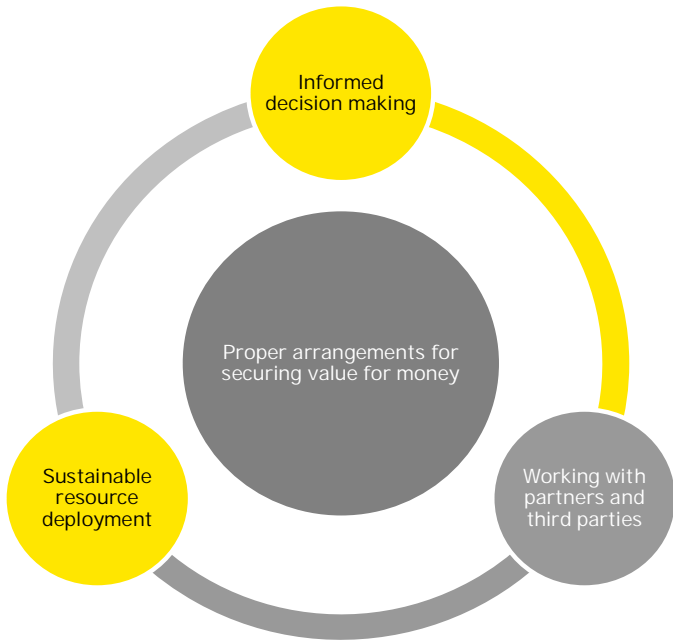 Informed
decision making
Proper arrangements for
securing value for money
Sustainable
resource
deployment
Working with
partners and
third parties